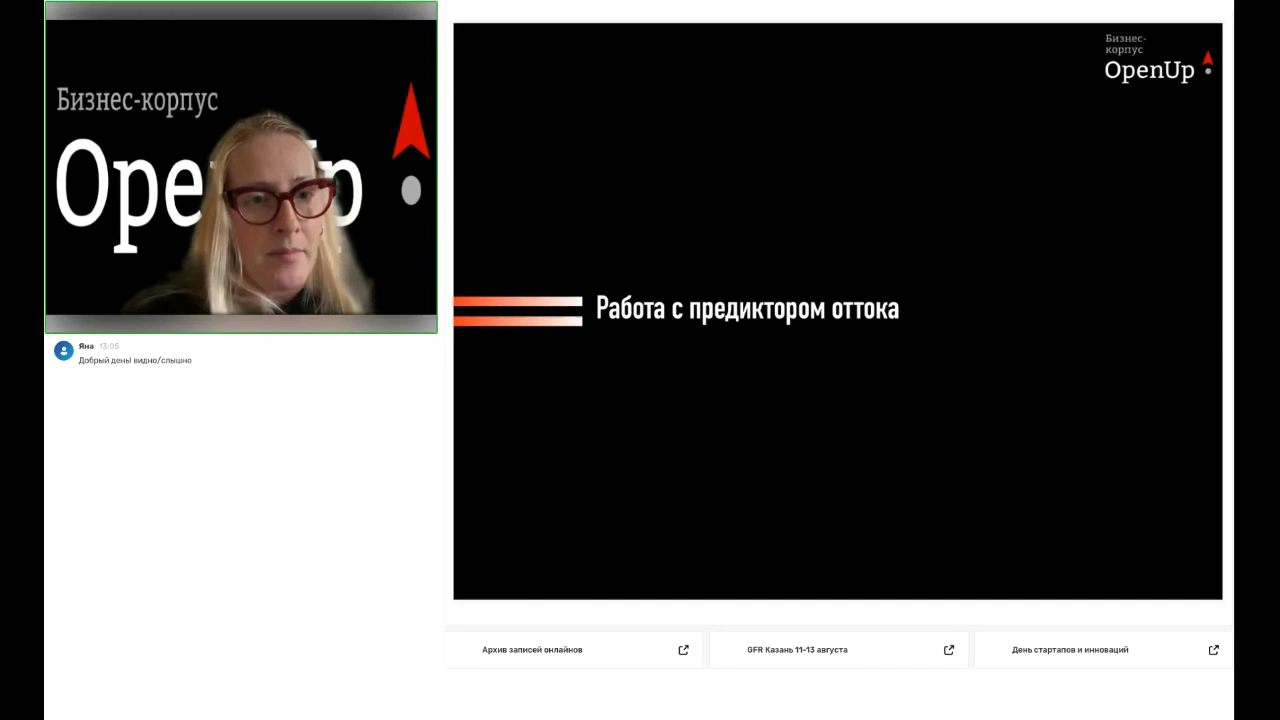 Бизнес-корпус
Яна 13:05
Добрый день! видно/слышно
Бизнес-
корпус
OpenUp
Работа с предиктором оттока
Архив записей онлайнов
GFR Казань 11-13 августа
День стартапов и инноваций